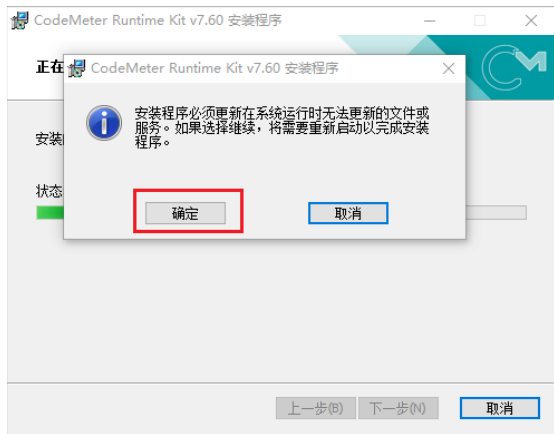 CodeMeter Runtime Kit v7.60 安装程序
正在
CodeMeter Runtime Kit v7.60 安装程序
安装程序必须更新在系统运行时无法更新的文件或
服务。如果选择继续，将需要重新启动以完成安装
程序。
安装
状态
确定 取消
上一步(B) 下一步(N) 取消